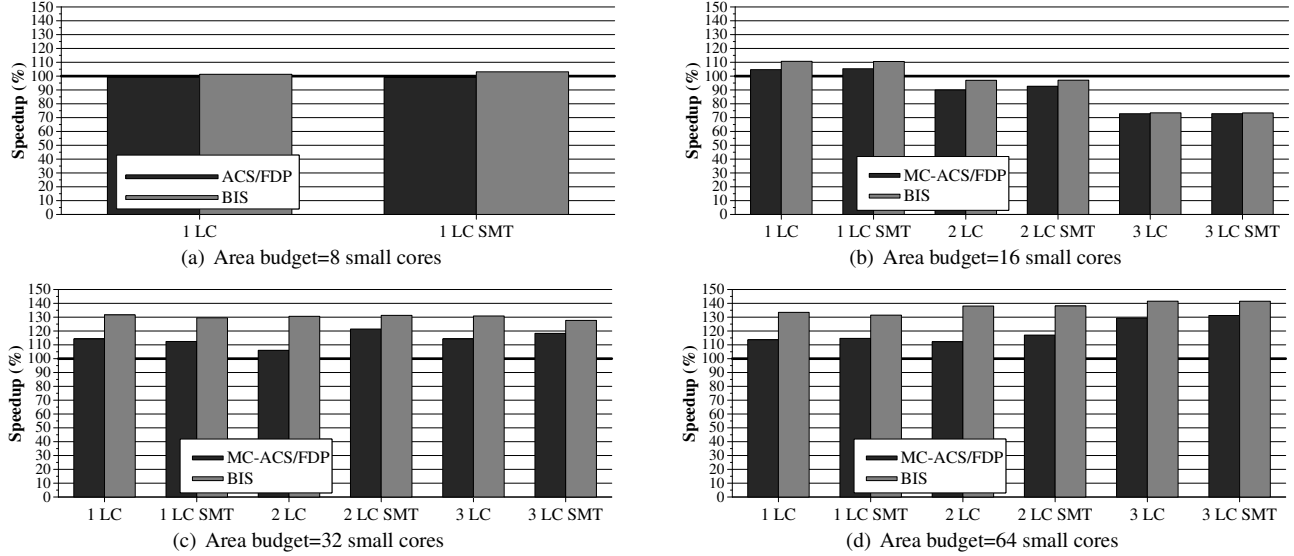 150
140
130
120
110
100
90
80
70
60
50
40
30
20
10
0
Speedup (%)
ACS/FDP
BIS
1 LC
1 LC SMT
(a) Area budget=8 small cores
150
140
130
120
110
100
90
80
70
60
50
40
30
20
10
0
Speedup (%)
MC-ACS/FDP
BIS
1 LC
1 LC SMT
2 LC
2 LC SMT
3 LC
3 LC SMT
(b) Area budget=16 small cores
150
140
130
120
110
100
90
80
70
60
50
40
30
20
10
0
Speedup (%)
MC-ACS/FDP
BIS
1 LC
1 LC SMT
2 LC
2 LC SMT
3 LC
3 LC SMT
(c) Area budget=32 small cores
150
140
130
120
110
100
90
80
70
60
50
40
30
20
10
0
Speedup (%)
MC-ACS/FDP
BIS
1 LC
1 LC SMT
2 LC
2 LC SMT
3 LC
3 LC SMT
(d) Area budget=64 small cores